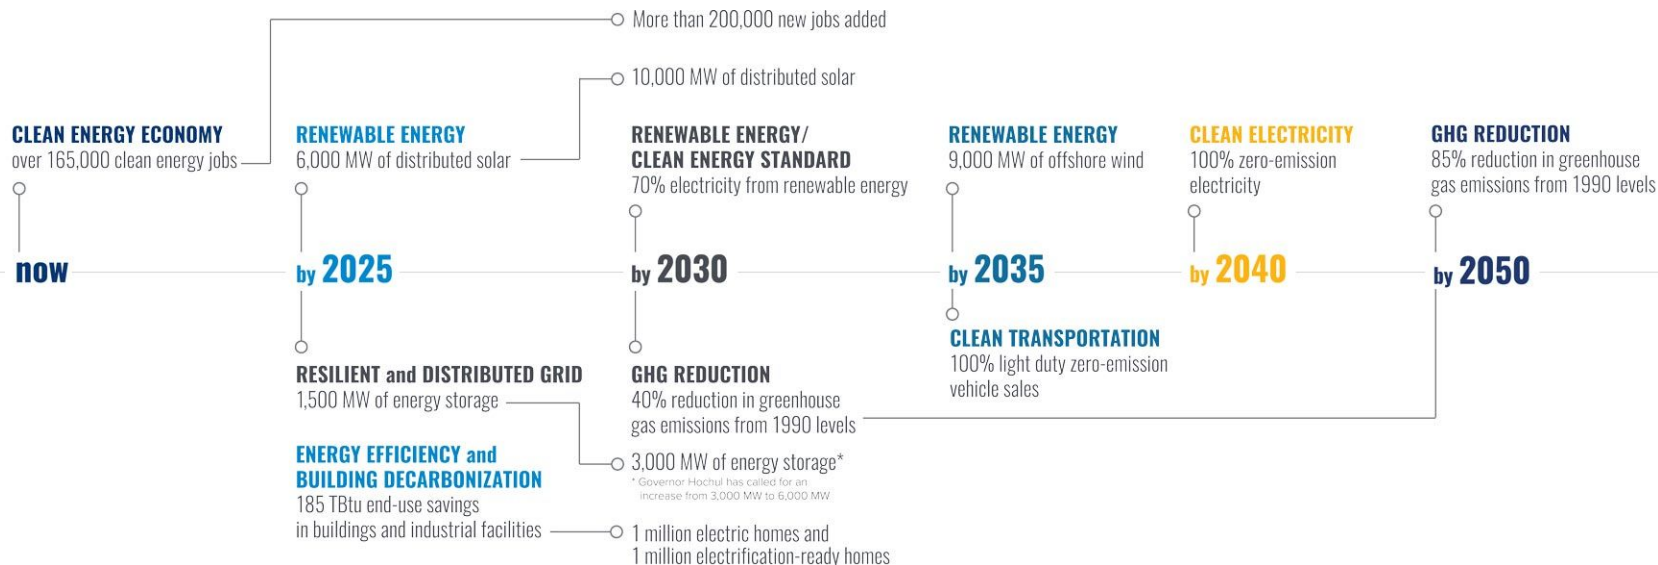 More than 200,000 new jobs added
10,000 MW of distributed solar
CLEAN ENERGY ECONOMY
over 165,000 clean energy jobs
now
RENEWABLE ENERGY
6,000 MW of distributed solar
by 2025
RESILIENT and DISTRIBUTED GRID
1,500 MW of energy storage
ENERGY EFFICIENCY and
BUILDING DECARBONIZATION
185 TBtu end-use savings
in buildings and industrial facilities
RENEWABLE ENERGY/
CLEAN ENERGY STANDARD
70% electricity from renewable energy
by 2030
GHG REDUCTION
40% reduction in greenhouse
gas emissions from 1990 levels
3,000 MW of energy storage*
* Governor Hochul has called for an
increase from 3,000 MW to 6,000 MW
1 million electric homes and
1 million electrification-ready homes
RENEWABLE ENERGY
9,000 MW of offshore wind
by 2035
CLEAN TRANSPORTATION
100% light duty zero-emission
vehicle sales
CLEAN ELECTRICITY
100% zero-emission
electricity
by 2040
GHG REDUCTION
85% reduction in greenhouse
gas emissions from 1990 levels
by 2050